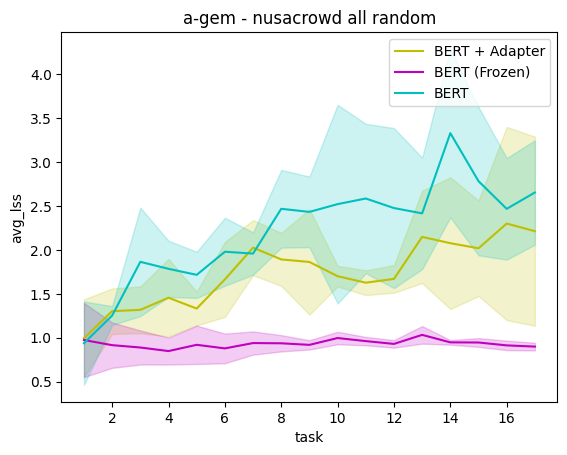 a-gem - nusacrowd all random
BERT + Adapter
BERT (Frozen)
BERT
avg_lss
4.0
3.5
3.0
2.5
2.0
1.5
1.0
0.5
2 4 6 8 10 12 14 16
task